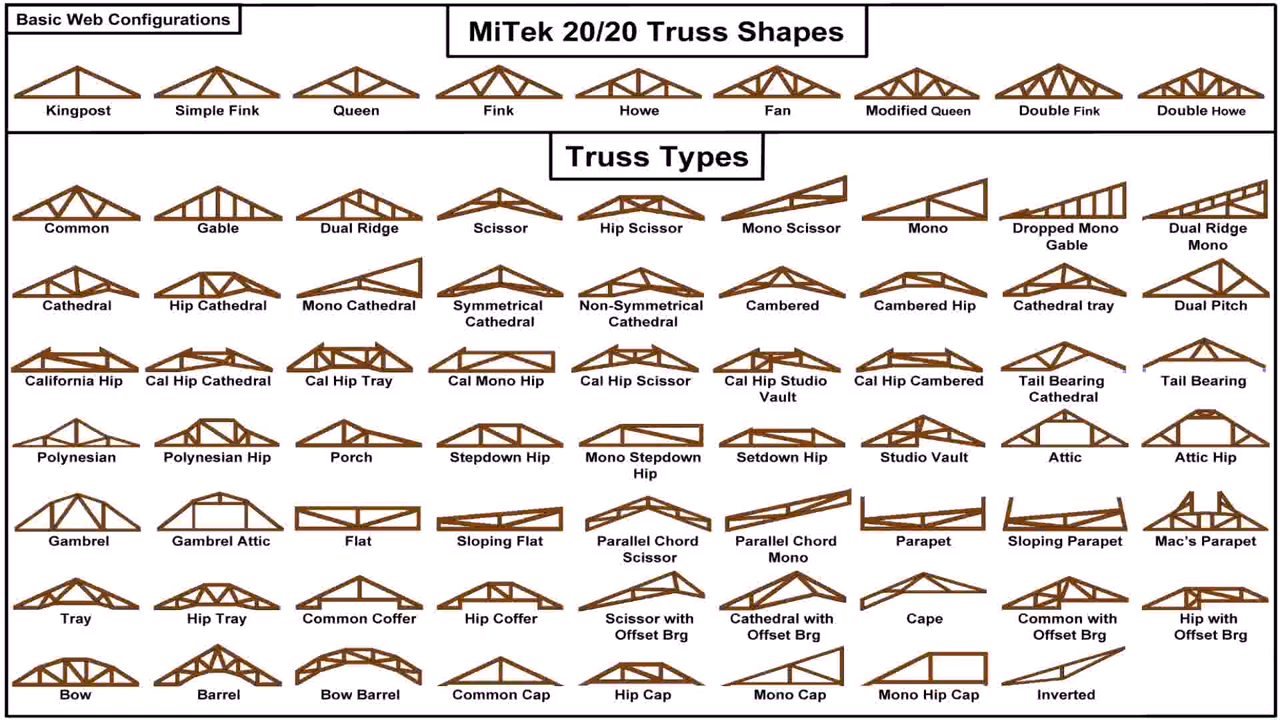 Basic Web Configurations
MiTek 20/20 Truss Shapes
Kingpost
Simple Fink
Queen
Fink
Howe
Fan
Modified Queen
Double Fink
Double Howe
Truss Types
Common
Gable
Dual Ridge
Scissor
Hip Scissor
Mono Scissor
Mono
Dropped Mono
Gable
Dual Ridge
Mono
Cathedral
Hip Cathedral
Mono Cathedral
Symmetrical
Cathedral
Non-Symmetrical
Cathedral
Cambered
Cambered Hip
Cathedral tray
Dual Pitch
California Hip
Cal Hip Cathedral
Cal Hip Tray
Cal Mono Hip
Cal Hip Scissor
Cal Hip Studio
Vault
Cal Hip Cambered
Tail Bearing
Cathedral
Tail Bearing
Polynesian
Polynesian Hip
Porch
Stepdown Hip
Mono Stepdown
Hip
Setdown Hip
Studio Vault
Attic
Attic Hip
Gambrel
Gambrel Attic
Flat
Sloping Flat
Parallel Chord
Scissor
Parallel Chord
Mono
Parapet
Sloping Parapet
Mac's Parapet
Tray
Hip Tray
Common Coffer
Hip Coffer
Scissor with
Offset Brg
Cathedral with
Offset Brg
Cape
Common with
Offset Brg
Hip with
Offset Brg
Bow
Barrel
Bow Barrel
Common Cap
Hip Cap
Mono Cap
Mono Hip Cap
Inverted